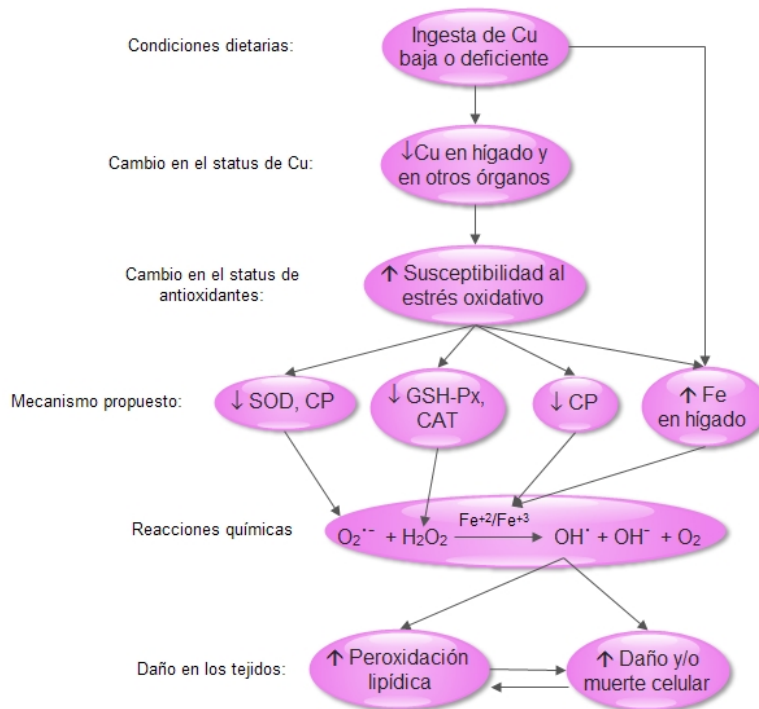 Condiciones dietarias:
Ingesta de Cu
baja o deficiente
Cambio en el status de Cu:
↓Cu en hígado y
en otros órganos
Cambio en el status de
antioxidantes:
↑ Susceptibilidad al
estrés oxidativo
Mecanismo propuesto:
↓ SOD, CP
↓ GSH-Px,
CAT
↓ CP
↑ Fe
en hígado
Reacciones químicas
O₂˙⁻ + H₂O₂ Fe⁺²/Fe⁺³ OH˙ + OH⁻ + O₂
Daño en los tejidos:
↑ Peroxidación
lipídica
↑ Daño y/o
muerte celular